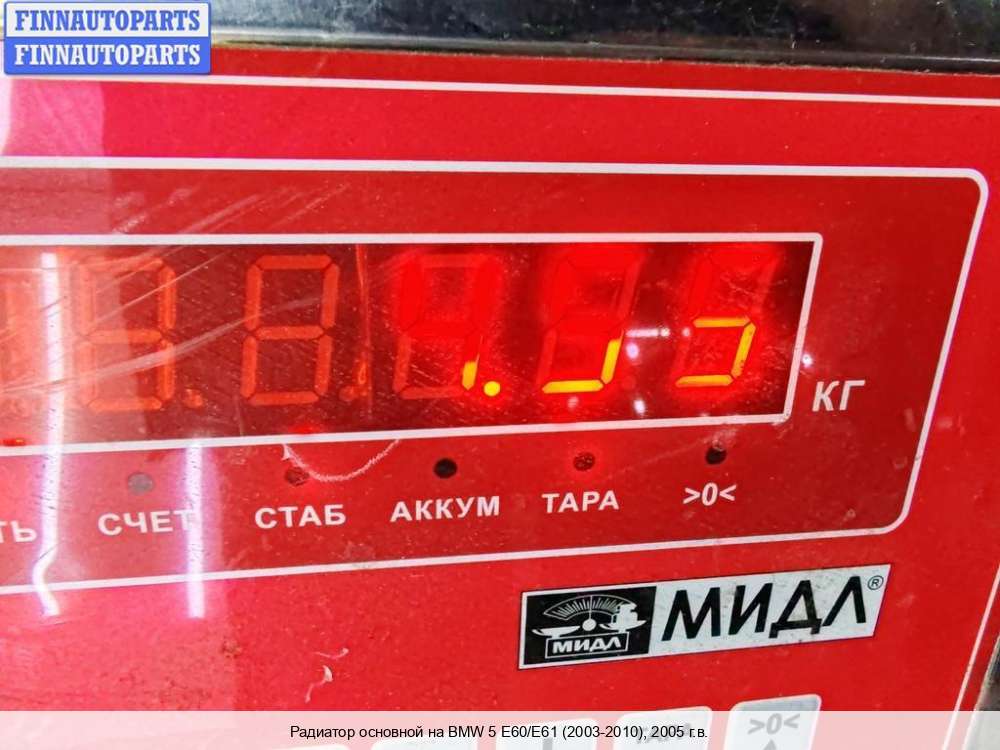 FINNAUTOPARTS
FINNAUTOPARTS
КГ
СЧЕТ СТАБ АККУМ ТАРА >0<
МИДЛ МИДЛ®
>0<
Радиатор основной на BMW 5 E60/E61 (2003-2010), 2005 г.в.